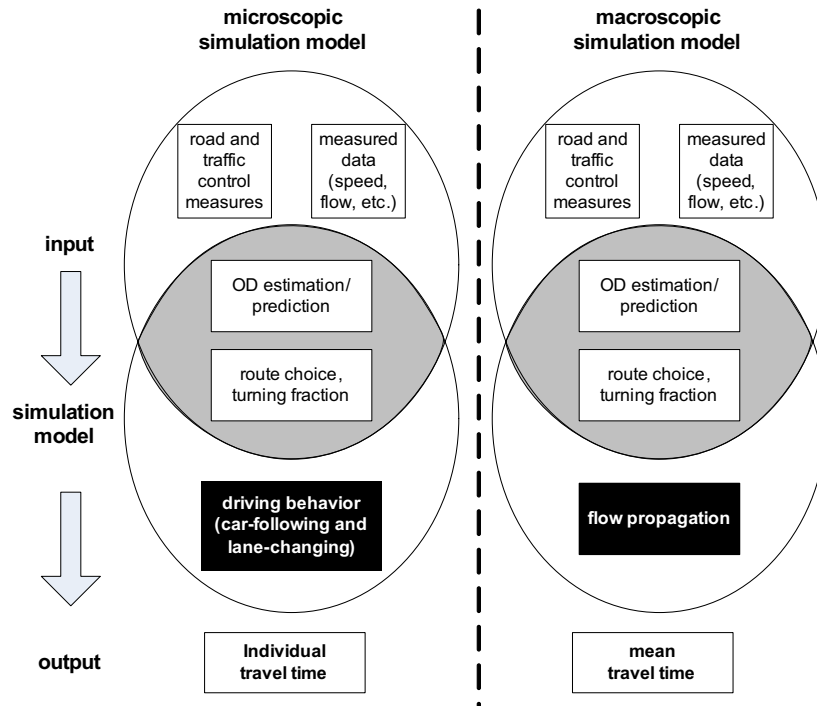 microscopic
simulation model
macroscopic
simulation model
road and
traffic
control
measures
measured
data
(speed,
flow, etc.)
road and
traffic
control
measures
measured
data
(speed,
flow, etc.)
input
OD estimation/
prediction
OD estimation/
prediction
route choice,
turning fraction
route choice,
turning fraction
simulation
model
driving behavior
(car-following and
lane-changing)
flow propagation
output
Individual
travel time
mean
travel time